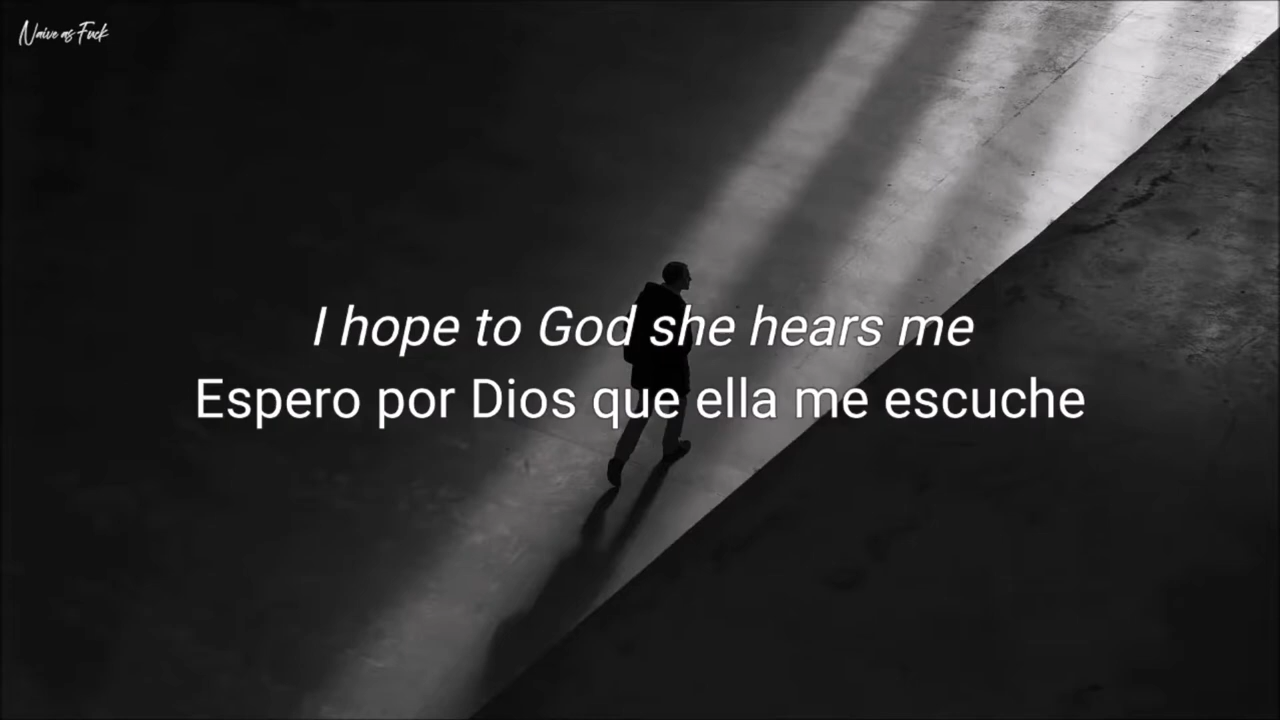 Naive as Fuck
I hope to God she hears me
Espero por Dios que ella me escuche